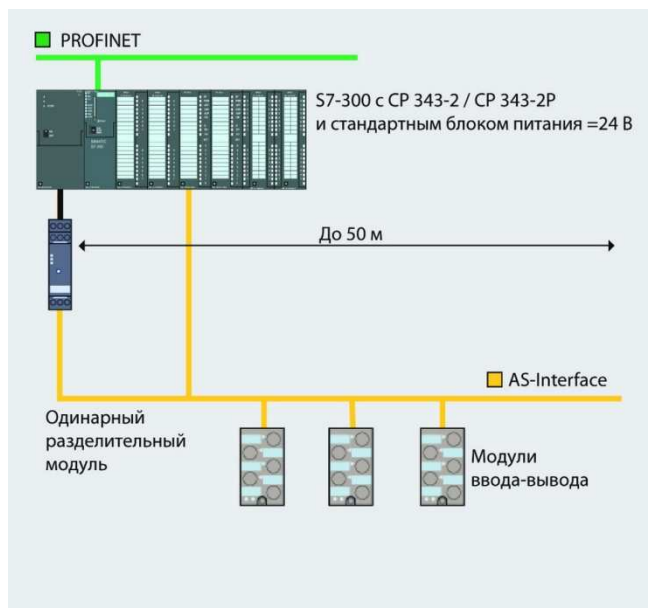 PROFINET
S7-300 с CP 343-2 / CP 343-2P
и стандартным блоком питания =24 В
До 50 м
AS-Interface
Одинарный
разделительный
модуль
Модули
ввода-вывода